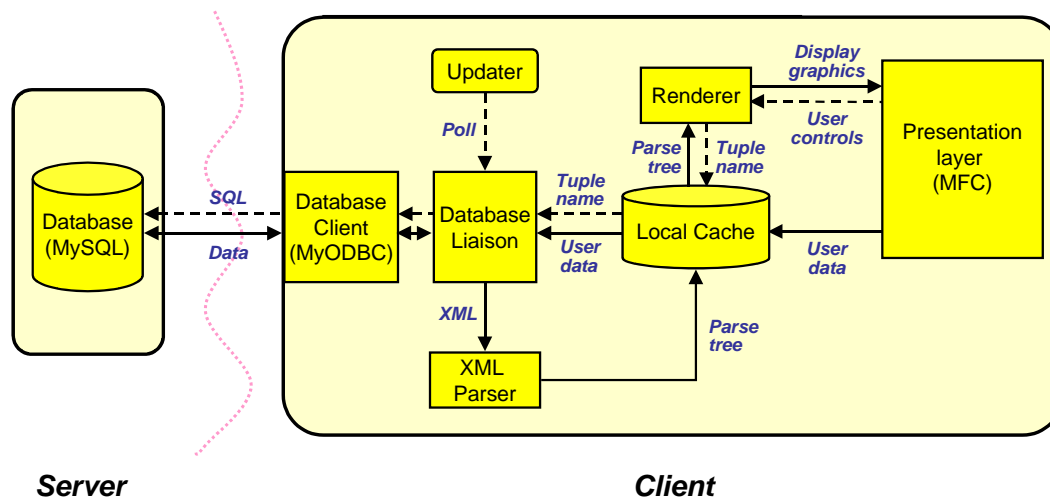 Display
graphics
Updater
Renderer
User
controls
Poll
Parse
tree
Tuple
name
Presentation
layer
(MFC)
SQL
Database
(MySQL)
Data
Database
Client
(MyODBC)
Database
Liaison
Tuple
name
User
data
Local Cache
User
data
XML
Parse
tree
XML
Parser
Server
Client